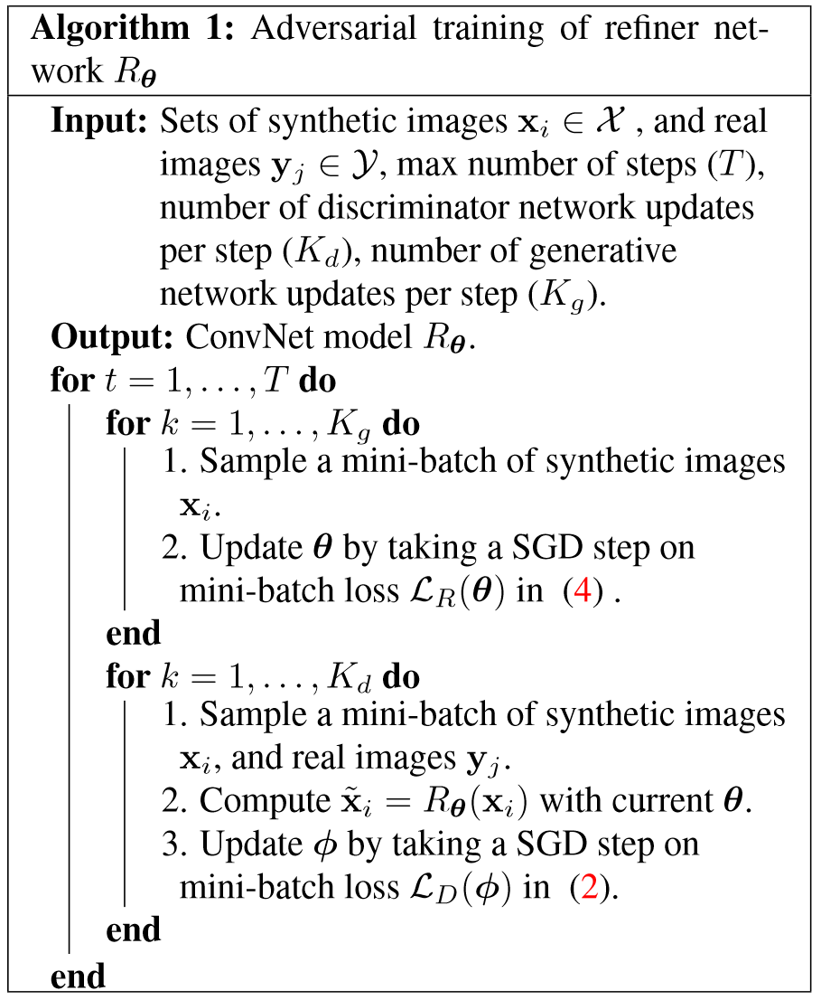 Algorithm 1: Adversarial training of refiner net-
work R_θ
Input: Sets of synthetic images x_i ∈ 𝒳 , and real
images y_j ∈ 𝒴, max number of steps (T),
number of discriminator network updates
per step (K_d), number of generative
network updates per step (K_g).
Output: ConvNet model R_θ.
for t = 1, . . . , T do
for k = 1, . . . , K_g do
1. Sample a mini-batch of synthetic images
x_i.
2. Update θ by taking a SGD step on
mini-batch loss ℒ_R(θ) in (4) .
end
for k = 1, . . . , K_d do
1. Sample a mini-batch of synthetic images
x_i, and real images y_j.
2. Compute x̃_i = R_θ(x_i) with current θ.
3. Update ϕ by taking a SGD step on
mini-batch loss ℒ_D(ϕ) in (2).
end
end